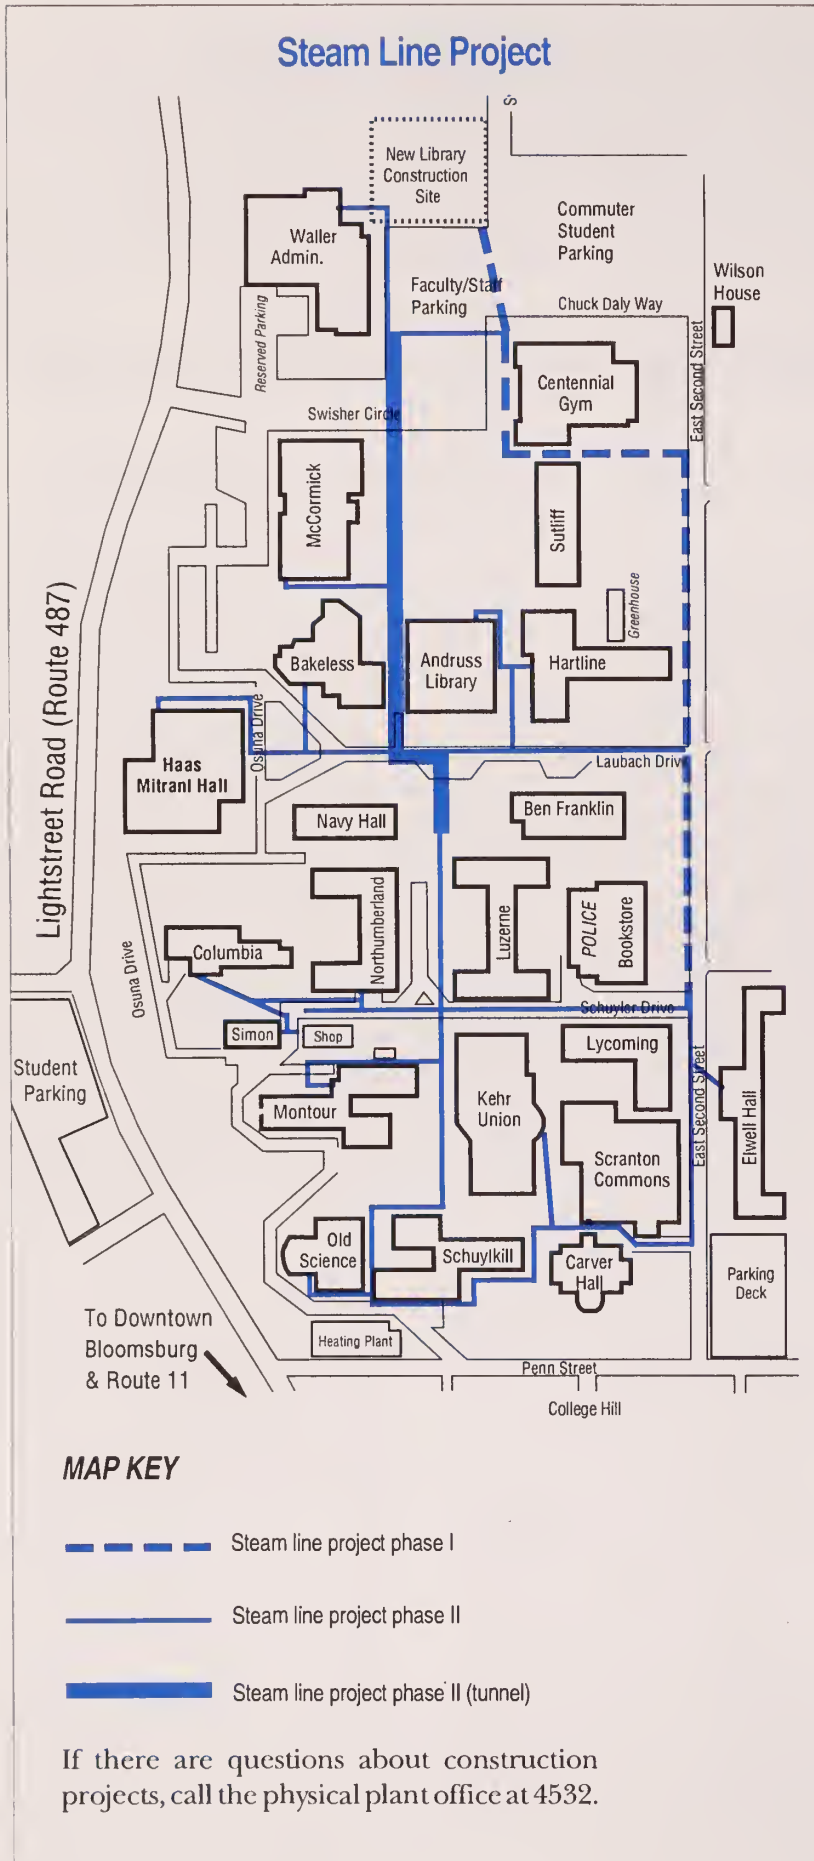 Steam Line Project
New Library
Construction
Site
Waller
Admin.
Commuter
Student
Parking
Wilson
House
Faculty/Staff
Parking
Chuck Daly Way
Reserved Parking
East Second Street
Centennial
Gym
Swisher Circle
McCormick
Sutliff
Greenhouse
Lightstreet Road (Route 487)
Bakeless
Andruss
Library
Hartline
Osuna Drive
Haas
Mitrani Hall
Laubach Drive
Navy Hall
Ben Franklin
Northumberland
Luzerne
POLICE
Bookstore
Columbia
Osuna Drive
Schuyler Drive
Simon
Shop
Lycoming
Student
Parking
Montour
Kehr
Union
East Second Street
Elwell Hall
Scranton
Commons
Old
Science
Schuylkill
Carver
Hall
Parking
Deck
Heating Plant
To Downtown
Bloomsburg
& Route 11
Penn Street
College Hill
MAP KEY
Steam line project phase I
Steam line project phase II
Steam line project phase II (tunnel)
If there are questions about construction
projects, call the physical plant office at 4532.